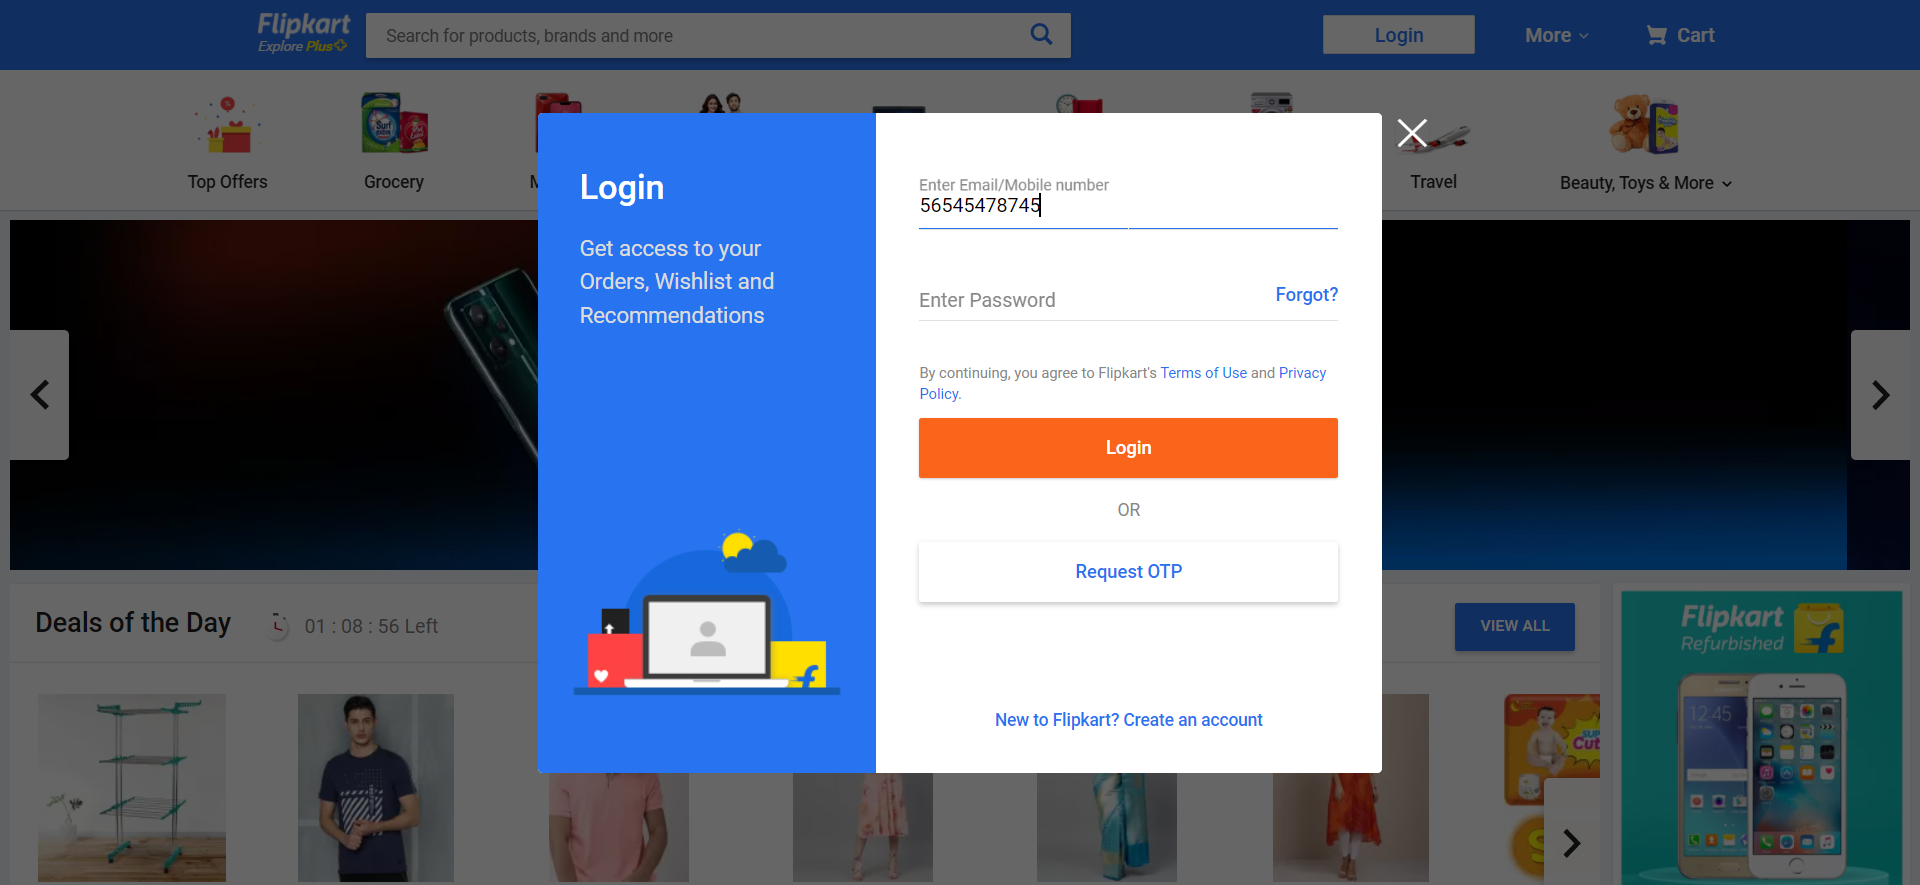 Flipkart
Explore Plus
Search for products, brands and more
Login
More
Cart
Top Offers
Grocery
Travel
Beauty, Toys & More
Login
Get access to your
Orders, Wishlist and
Recommendations
Enter Email/Mobile number
56545478745
Enter Password
Forgot?
By continuing, you agree to Flipkart's Terms of Use and Privacy
Policy.
Login
OR
Request OTP
New to Flipkart? Create an account
Deals of the Day
01 : 08 : 56 Left
VIEW ALL
Flipkart
Refurbished
12:45